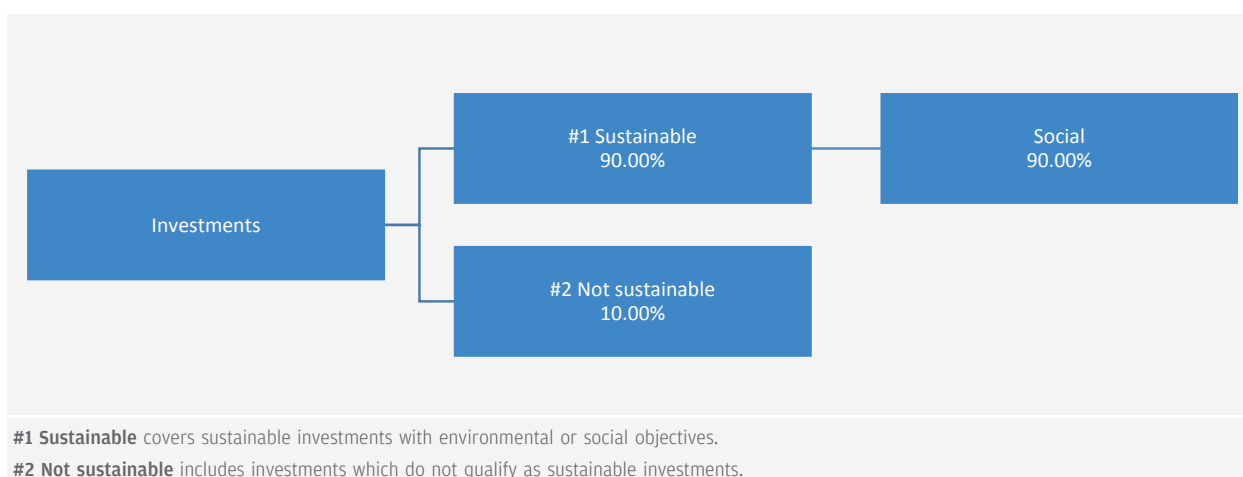 #1 Sustainable
90.00%
Social
90.00%
Investments
#2 Not sustainable
10.00%
#1 Sustainable covers sustainable investments with environmental or social objectives.
#2 Not sustainable includes investments which do not qualify as sustainable investments.